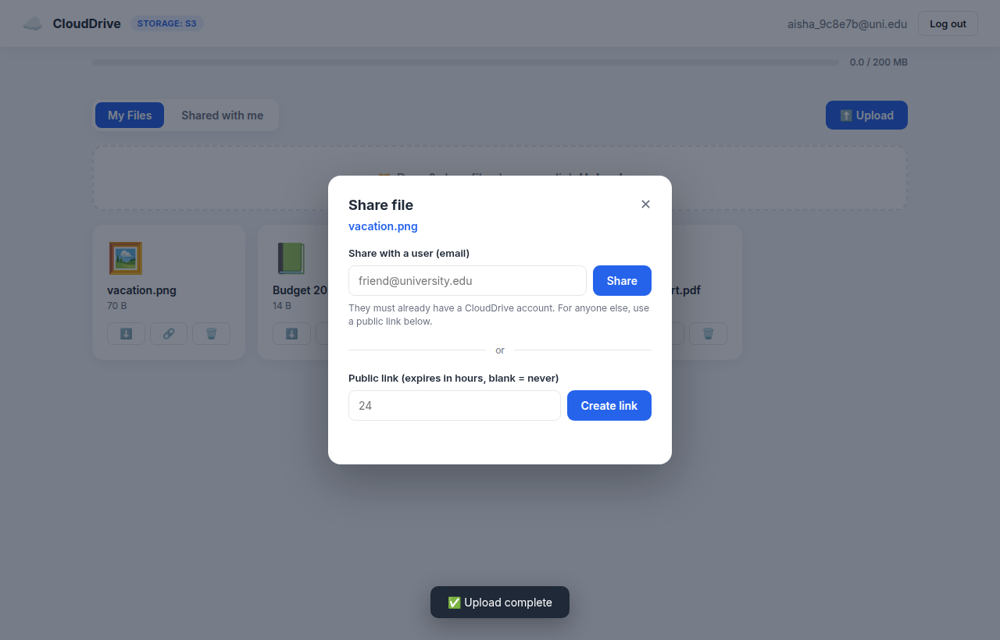 CloudDrive STORAGE: S3 aisha_9c8e7b@uni.edu Log out
0.0 / 200 MB
My Files Shared with me Upload
Share file
vacation.png
Share with a user (email)
friend@university.edu Share
They must already have a CloudDrive account. For anyone else, use
a public link below.
or
Public link (expires in hours, blank = never)
24 Create link
vacation.png Budget 20 rt.pdf
70 B 14 B
Upload complete